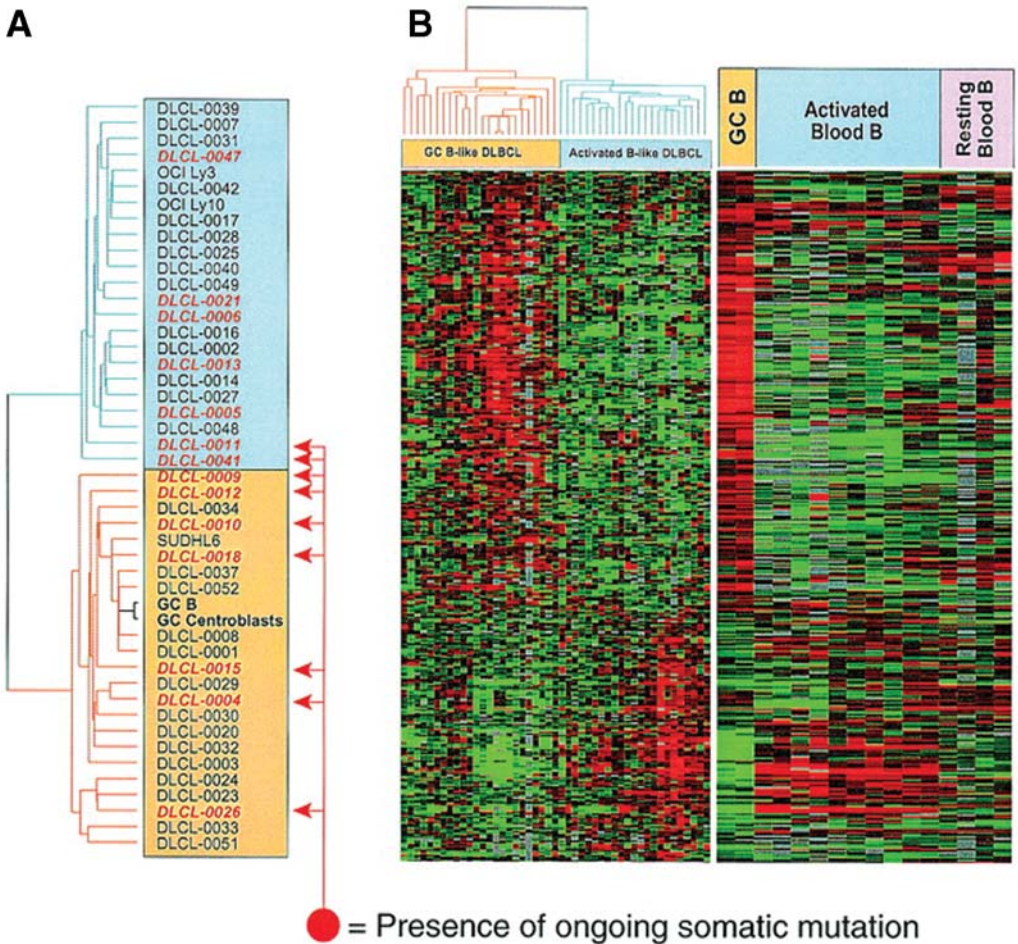 A
DLCL-0039
DLCL-0007
DLCL-0031
DLCL-0047
OCI Ly3
DLCL-0042
OCI Ly10
DLCL-0017
DLCL-0028
DLCL-0025
DLCL-0040
DLCL-0049
DLCL-0021
DLCL-0006
DLCL-0016
DLCL-0002
DLCL-0013
DLCL-0014
DLCL-0027
DLCL-0005
DLCL-0048
DLCL-0011
DLCL-0041
DLCL-0009
DLCL-0012
DLCL-0034
DLCL-0010
SUDHL6
DLCL-0018
DLCL-0037
DLCL-0052
GC B
GC Centroblasts
DLCL-0008
DLCL-0001
DLCL-0015
DLCL-0029
DLCL-0004
DLCL-0030
DLCL-0020
DLCL-0032
DLCL-0003
DLCL-0024
DLCL-0023
DLCL-0026
DLCL-0033
DLCL-0051
B
GC B-like DLBCL
Activated B-like DLBCL
GC B
Activated
Blood B
Resting
Blood B
= Presence of ongoing somatic mutation